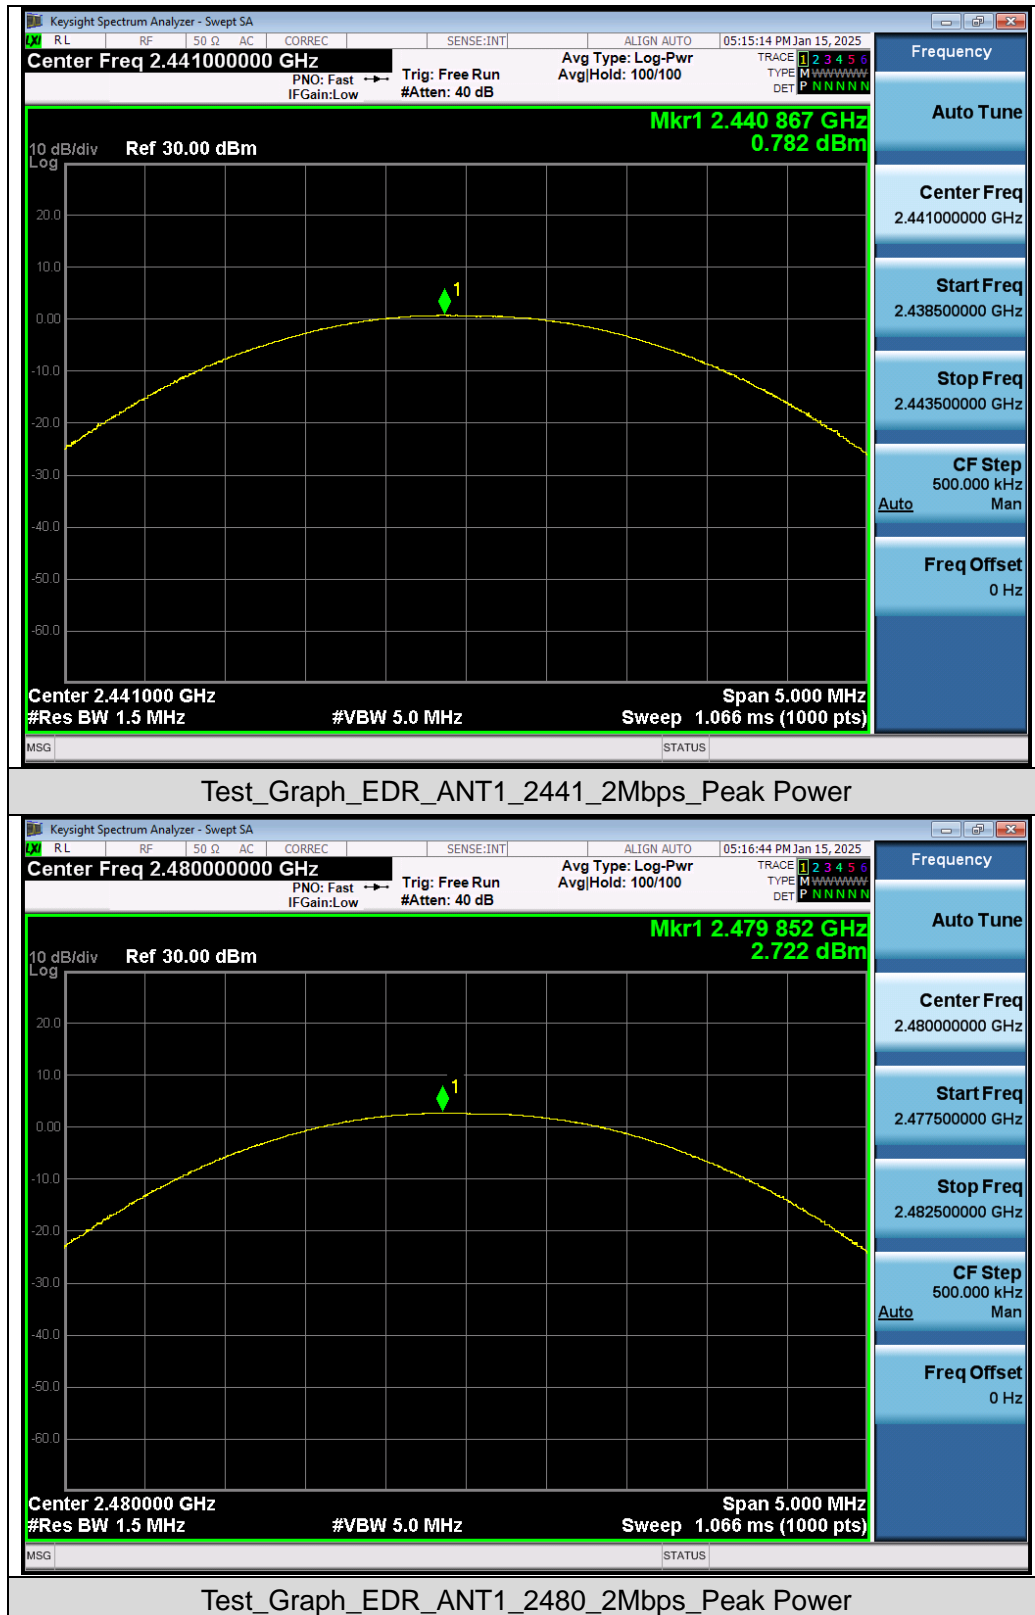 Keysight Spectrum Analyzer - Swept SA
LXI RL RF 50 Ω AC CORREC SENSE:INT ALIGN AUTO 05:15:14 PM Jan 15, 2025
Center Freq 2.441000000 GHz
PNO: Fast
IFGain:Low
Trig: Free Run
#Atten: 40 dB
Avg Type: Log-Pwr
Avg|Hold: 100/100
TRACE 1 2 3 4 5 6
TYPE M WWWWW
DET P N N N N N
Frequency
Mkr1 2.440 867 GHz
0.782 dBm
10 dB/div
Log
Ref 30.00 dBm
20.0
10.0
0.00
-10.0
-20.0
-30.0
-40.0
-50.0
-60.0
1
Center 2.441000 GHz
#Res BW 1.5 MHz
#VBW 5.0 MHz
Span 5.000 MHz
Sweep 1.066 ms (1000 pts)
Auto Tune
Center Freq
2.441000000 GHz
Start Freq
2.438500000 GHz
Stop Freq
2.443500000 GHz
CF Step
500.000 kHz
Auto Man
Freq Offset
0 Hz
MSG STATUS
Test_Graph_EDR_ANT1_2441_2Mbps_Peak Power
Keysight Spectrum Analyzer - Swept SA
LXI RL RF 50 Ω AC CORREC SENSE:INT ALIGN AUTO 05:16:44 PM Jan 15, 2025
Center Freq 2.480000000 GHz
PNO: Fast
IFGain:Low
Trig: Free Run
#Atten: 40 dB
Avg Type: Log-Pwr
Avg|Hold: 100/100
TRACE 1 2 3 4 5 6
TYPE M WWWWW
DET P N N N N N
Frequency
Mkr1 2.479 852 GHz
2.722 dBm
10 dB/div
Log
Ref 30.00 dBm
20.0
10.0
0.00
-10.0
-20.0
-30.0
-40.0
-50.0
-60.0
1
Center 2.480000 GHz
#Res BW 1.5 MHz
#VBW 5.0 MHz
Span 5.000 MHz
Sweep 1.066 ms (1000 pts)
Auto Tune
Center Freq
2.480000000 GHz
Start Freq
2.477500000 GHz
Stop Freq
2.482500000 GHz
CF Step
500.000 kHz
Auto Man
Freq Offset
0 Hz
MSG STATUS
Test_Graph_EDR_ANT1_2480_2Mbps_Peak Power